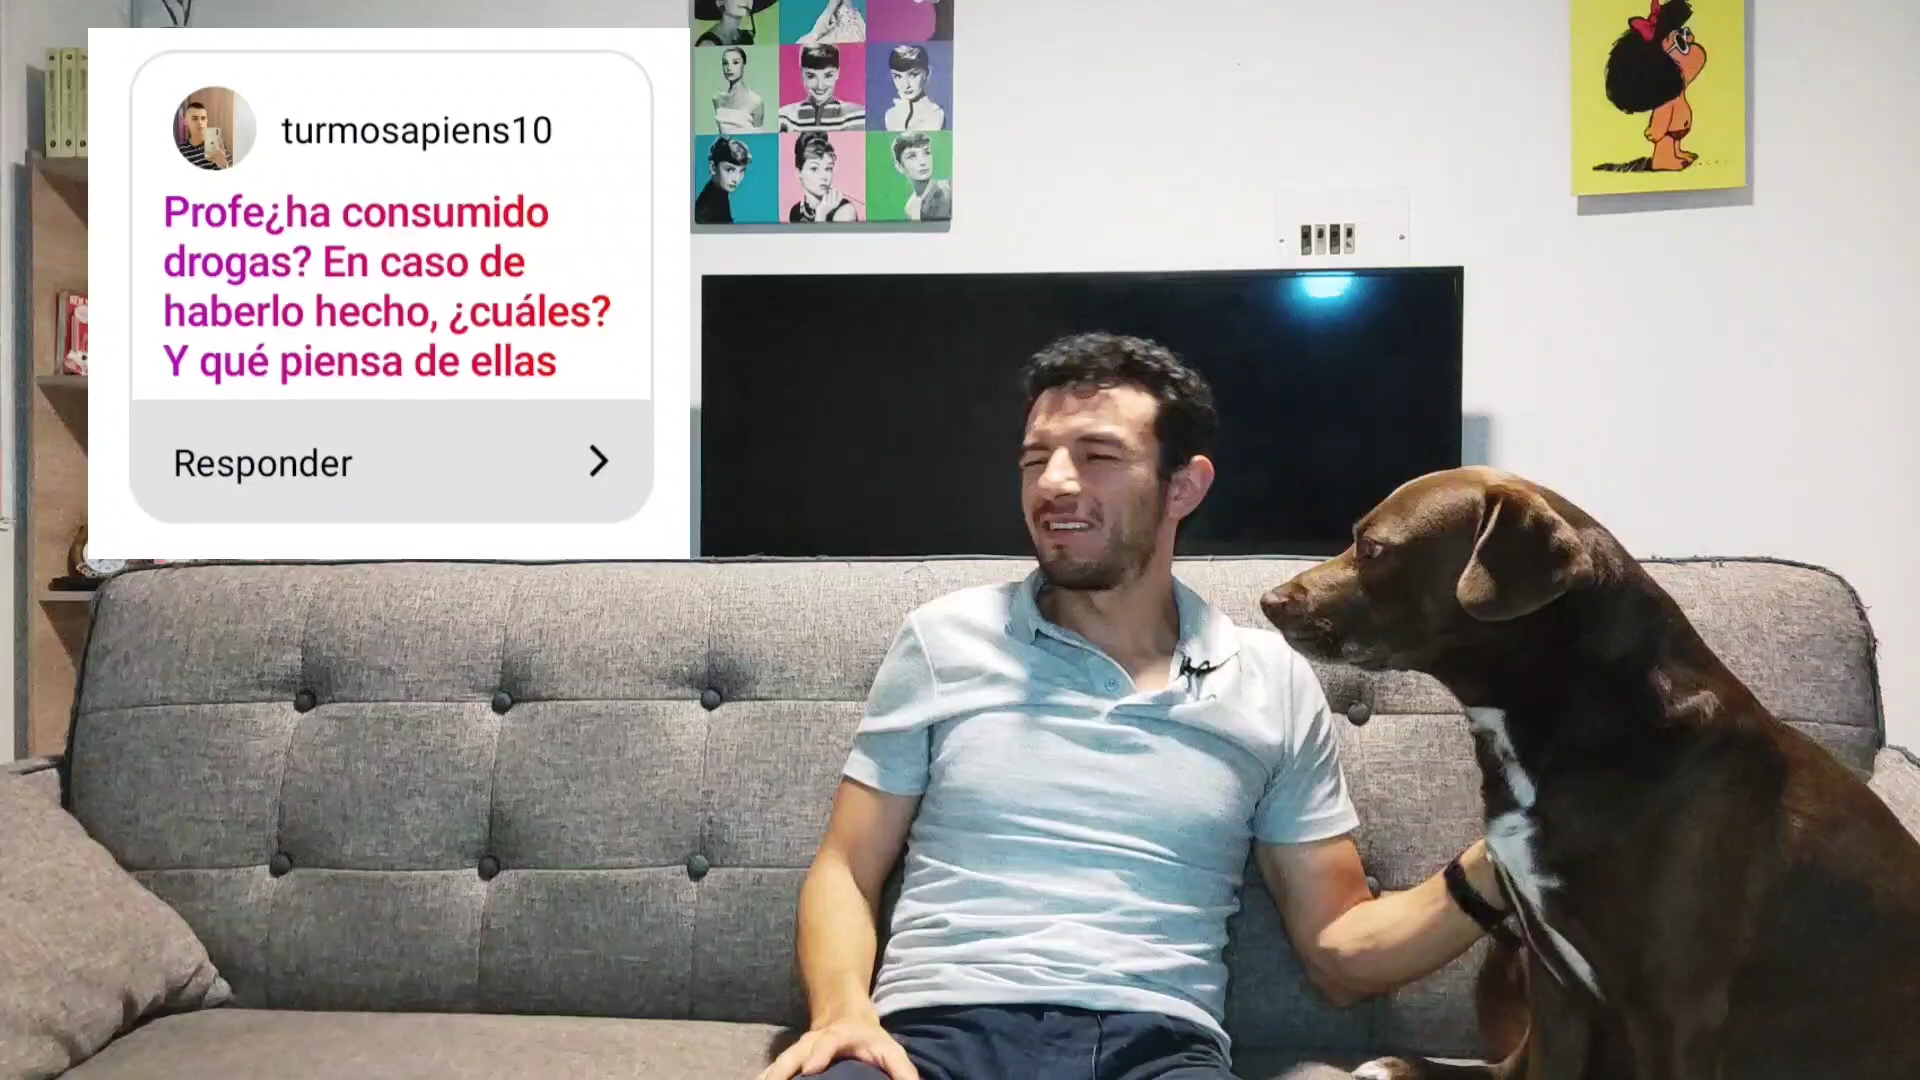 turmosapiens10
Profe¿ha consumido
drogas? En caso de
haberlo hecho, ¿cuáles?
Y qué piensa de ellas
Responder